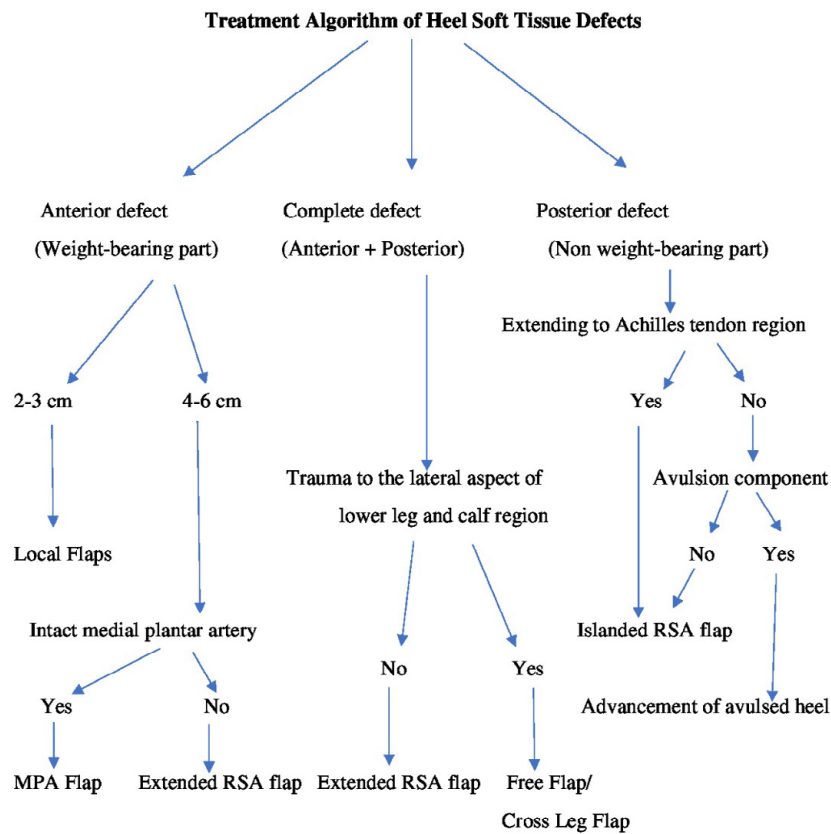 Treatment Algorithm of Heel Soft Tissue Defects
Anterior defect
(Weight-bearing part)
Complete defect
(Anterior + Posterior)
Posterior defect
(Non weight-bearing part)
Extending to Achilles tendon region
2-3 cm
4-6 cm
Yes
No
Trauma to the lateral aspect of
lower leg and calf region
Avulsion component
Local Flaps
No
Yes
Intact medial plantar artery
Islanded RSA flap
No
Yes
Yes
No
Advancement of avulsed heel
MPA Flap
Extended RSA flap
Extended RSA flap
Free Flap/
Cross Leg Flap